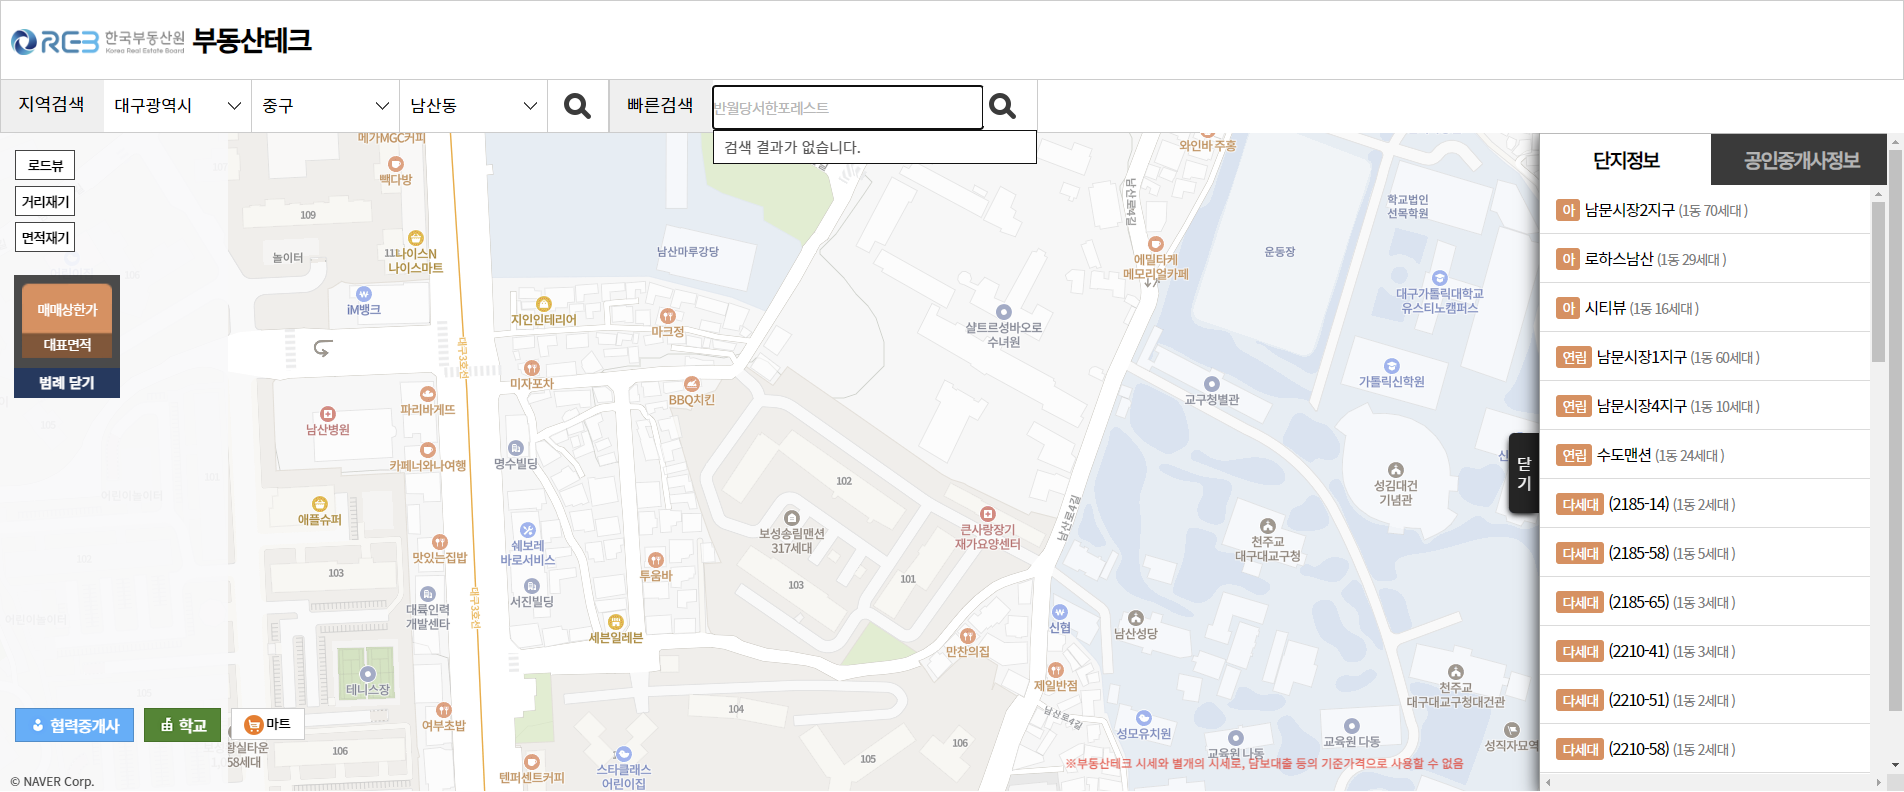 REB 한국부동산원 부동산테크
Korea Real Estate Board
지역검색 대구광역시 중구 남산동 빠른검색 반월당서한포레스트
검색 결과가 없습니다.
로드뷰
거리재기
면적재기
매매상한가
대표면적
범례 닫기
메가MGC커피
빽다방
109
놀이터
11나이스N
나이스마트
iM뱅크
남산병원
파리바게뜨
카페너와나여행
애플슈퍼
맛있는집밥
103
대륙인력
개발센타
테니스장
여부초밥
106
1,058세대
대구3호선
대구3호선
남산마루강당
지인인테리어
마크정
미자포차
BBQ치킨
명수빌딩
쉐보레
바로서비스
서진빌딩
투움바
세븐일레븐
템퍼센트커피
스타클래스
어린이집
102
보성송림맨션
317세대
103
101
104
105
106
큰사랑장기
재가요양센터
만찬의집
제일반점
남산로4길
남산로4길
남산로4길
와인바 주홍
에밀타케
메모리얼카페
샬트르성바오로
수녀원
운동장
학교법인
선목학원
대구가톨릭대학교
유스티노캠퍼스
가톨릭신학원
교구청별관
성김대건
기념관
천주교
대구대교구청
신협
남산성당
천주교
대구대교구청대건관
성모유치원
교육원 나동
교육원 다동
성직자묘역
※부동산테크 시세와 별개의 시세로, 담보대출 등의 기준가격으로 사용할 수 없음
협력중개사 학교 마트
© NAVER Corp.
닫
기
단지정보 공인중개사정보
아 남문시장2지구 (1동 70세대 )
아 로하스남산 (1동 29세대 )
아 시티뷰 (1동 16세대 )
연립 남문시장1지구 (1동 60세대 )
연립 남문시장4지구 (1동 10세대 )
연립 수도맨션 (1동 24세대 )
다세대 (2185-14) (1동 2세대 )
다세대 (2185-58) (1동 5세대 )
다세대 (2185-65) (1동 3세대 )
다세대 (2210-41) (1동 3세대 )
다세대 (2210-51) (1동 2세대 )
다세대 (2210-58) (1동 2세대 )